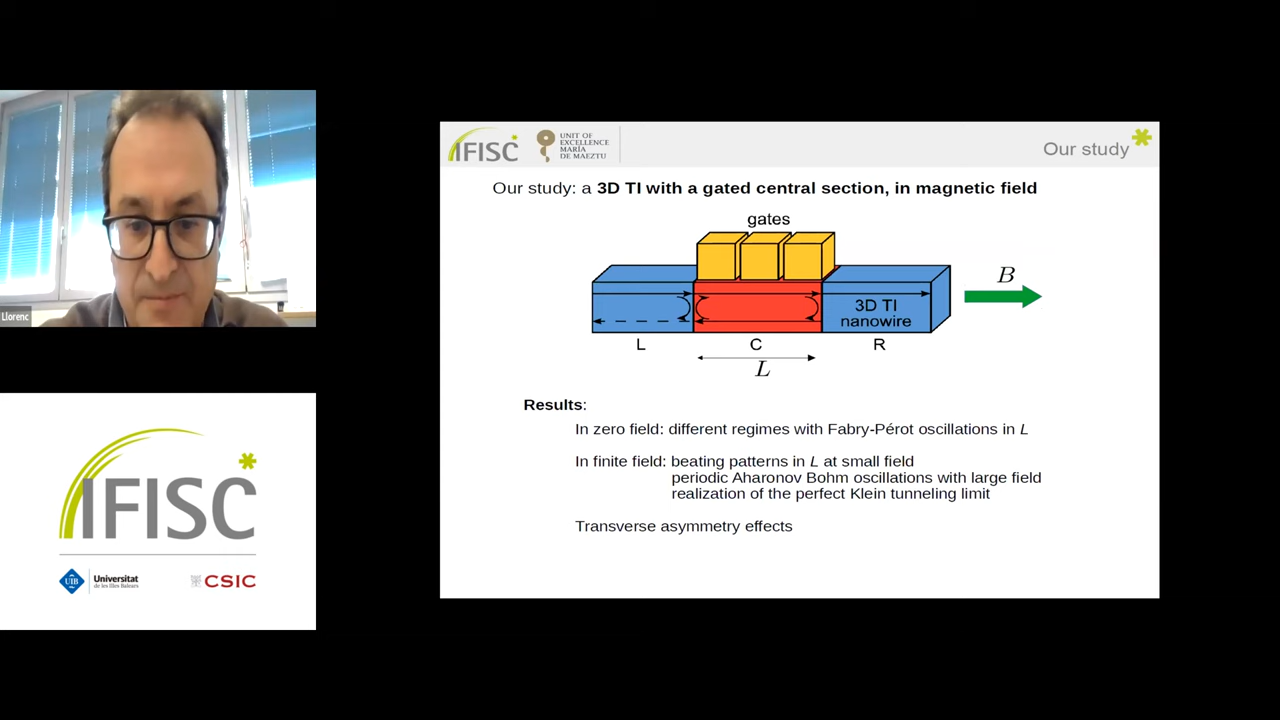 Llorenc
IFISC
UIB
Universitat
de les Illes Balears
CSIC
IFISC
UNIT OF
EXCELLENCE
MARÍA
DE MAEZTU
Our study
Our study: a 3D TI with a gated central section, in magnetic field
gates
B
3D TI
nanowire
L
C
R
L
Results:
In zero field: different regimes with Fabry-Pérot oscillations in L
In finite field: beating patterns in L at small field
periodic Aharonov Bohm oscillations with large field
realization of the perfect Klein tunneling limit
Transverse asymmetry effects